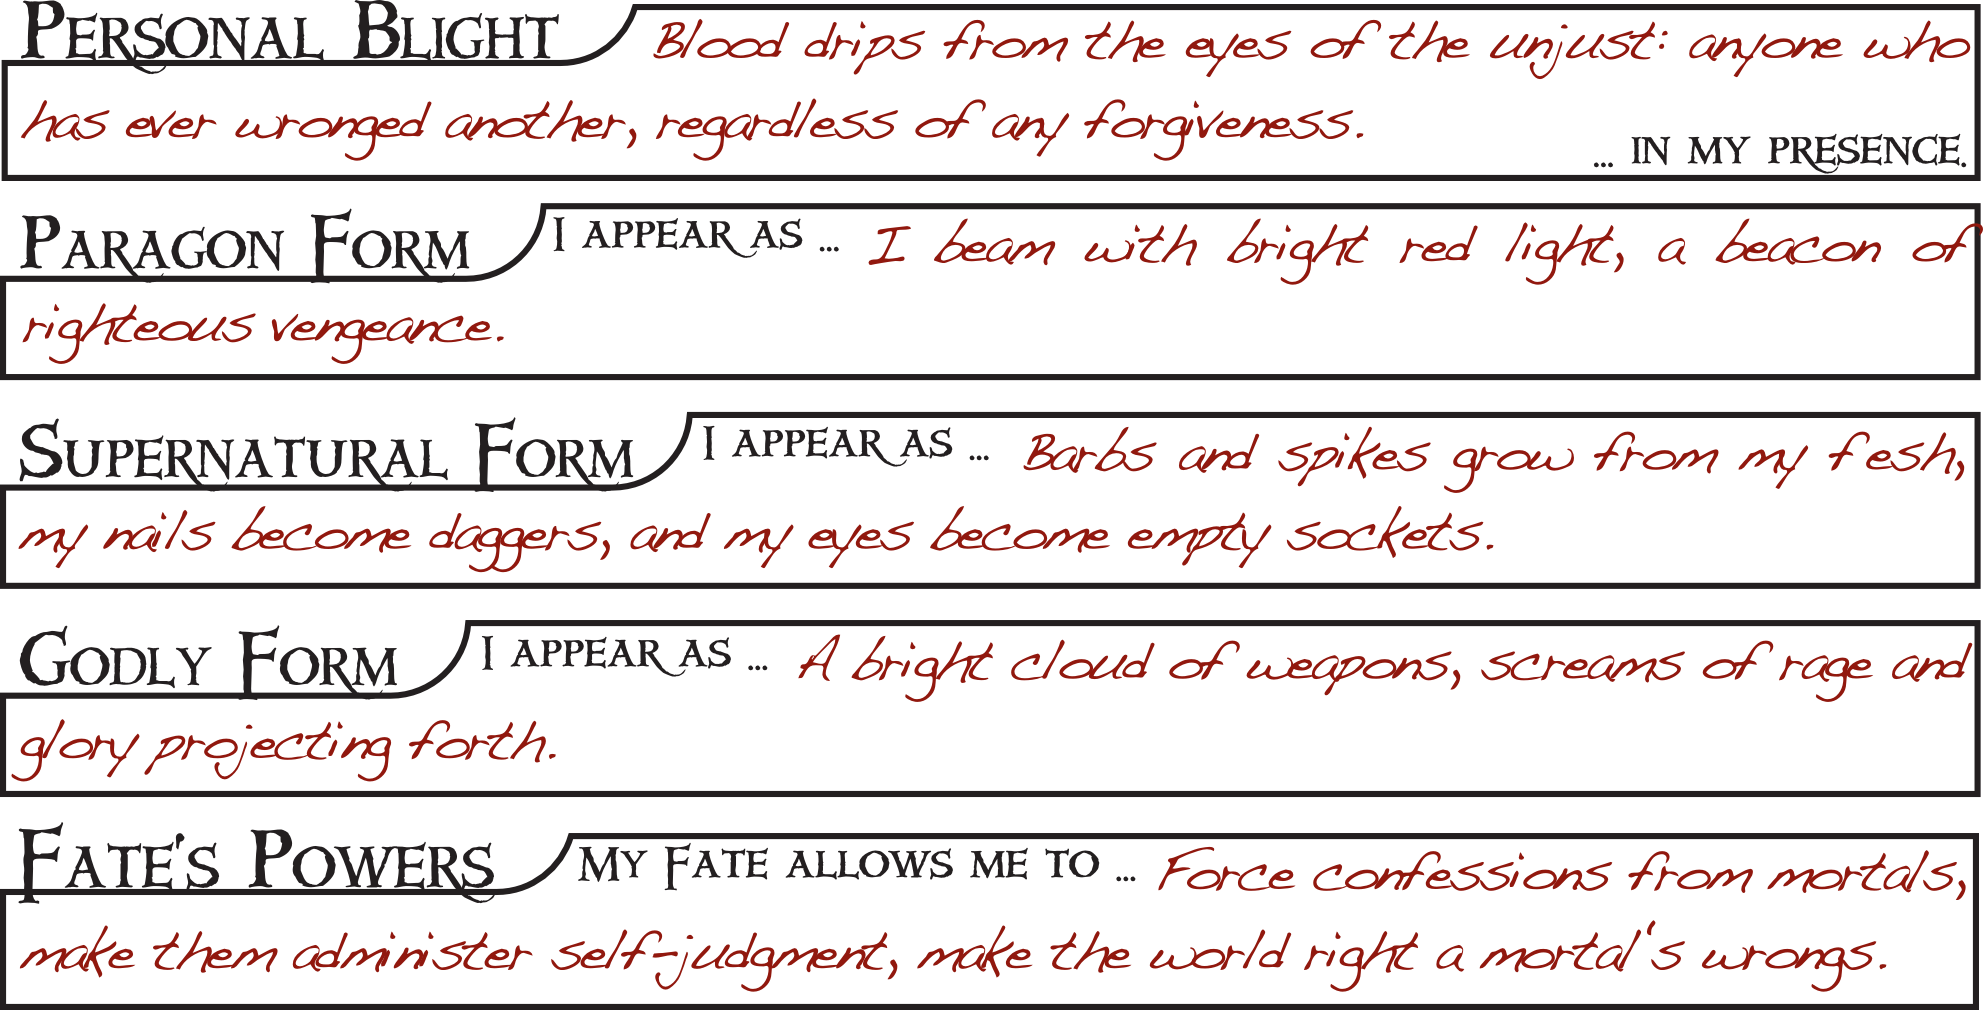 Personal Blight Blood drips from the eyes of the unjust: anyone who
has ever wronged another, regardless of any forgiveness.
... in my presence.
Paragon Form I appear as ... I beam with bright red light, a beacon of
righteous vengeance.
Supernatural Form I appear as ... Barbs and spikes grow from my f esh,
my nails become daggers, and my eyes become empty sockets.
Godly Form I appear as ... A bright cloud of weapons, screams of rage and
glory projecting forth.
Fate's Powers My Fate allows me to ... Force confessions from mortals,
make them administer self-judgment, make the world right a mortal's wrongs.